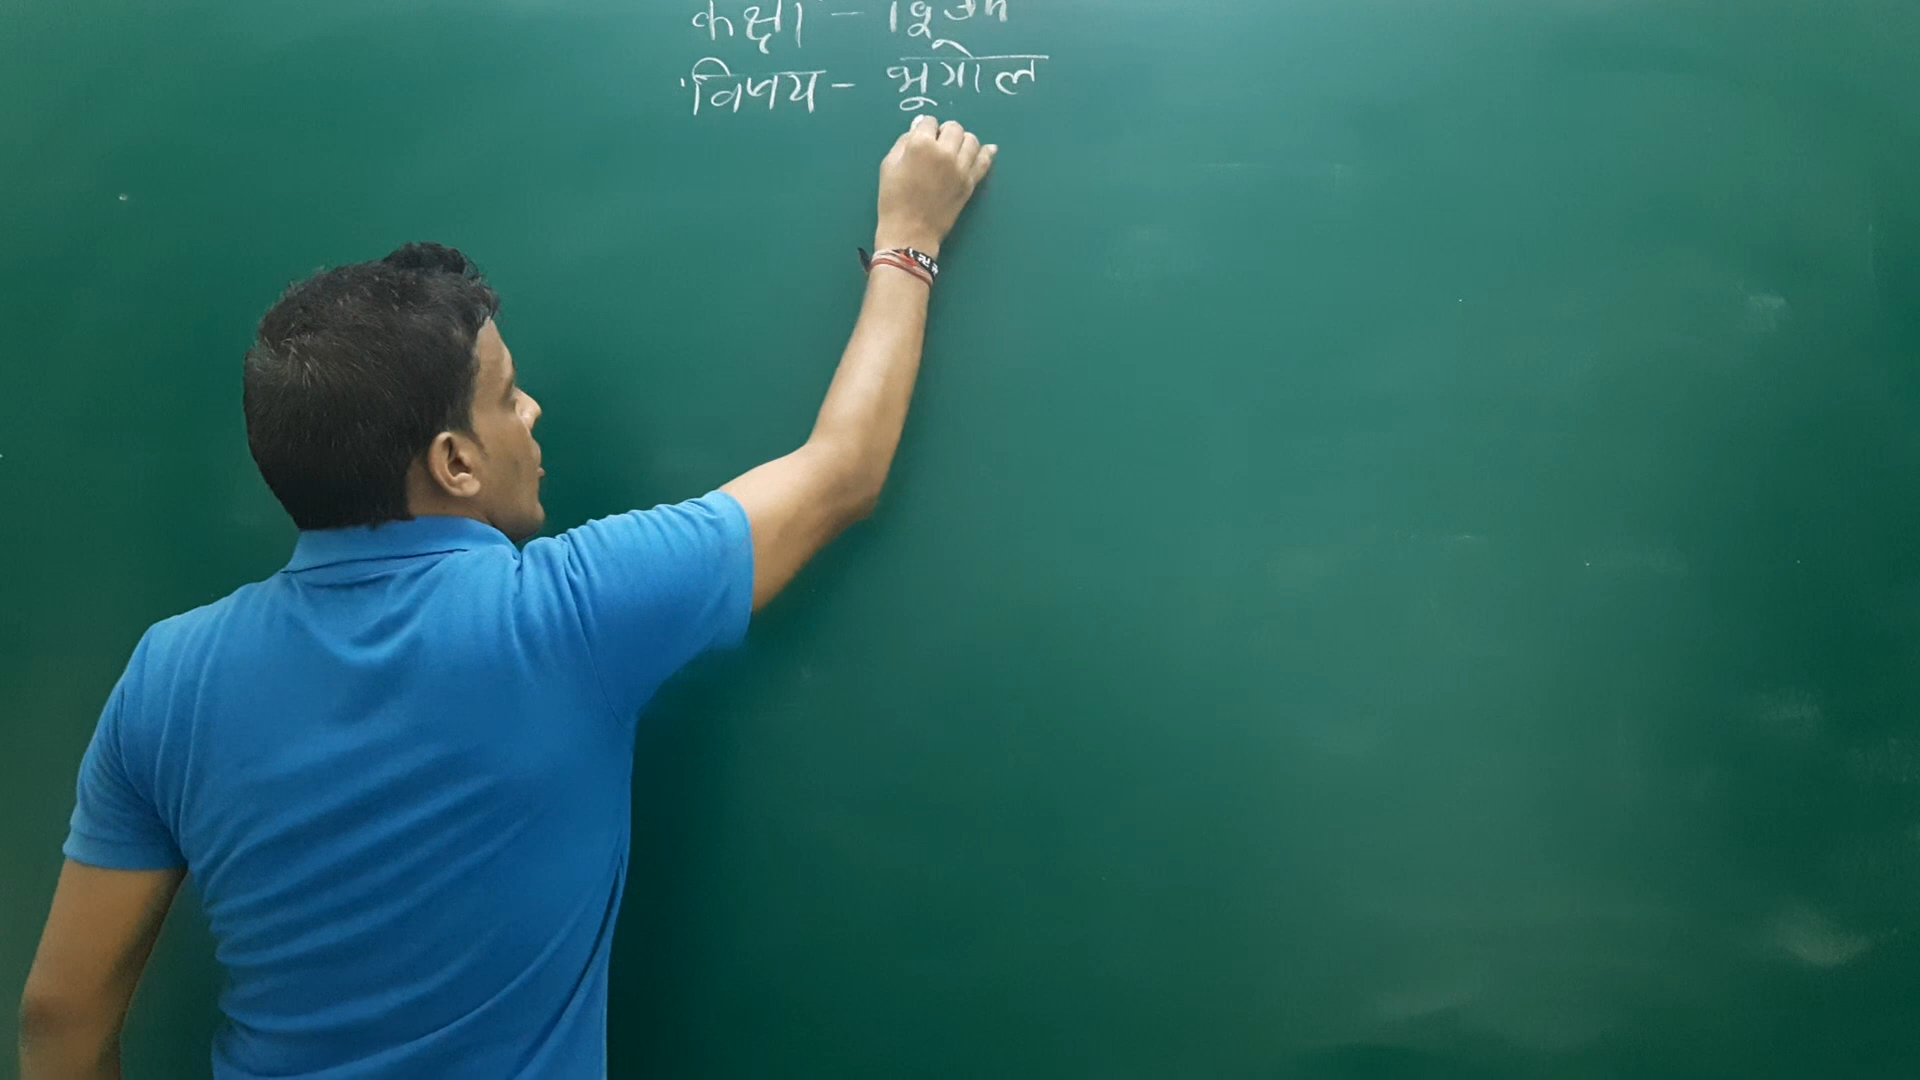 कक्षा -
विषय - भूगोल